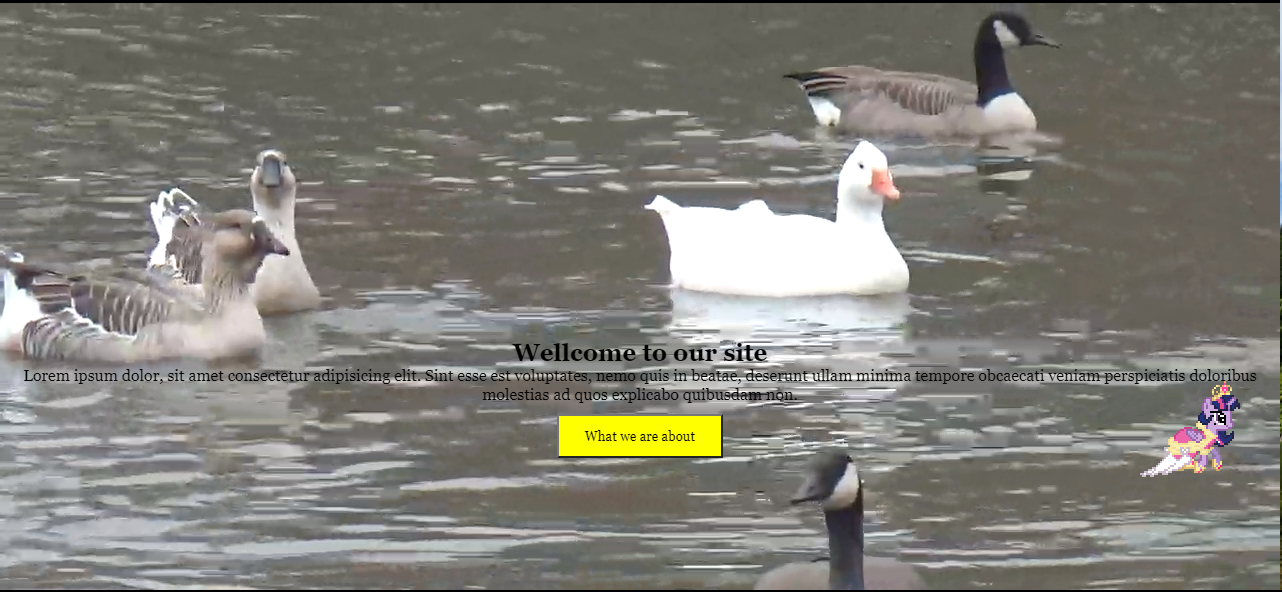 Wellcome to our site
Lorem ipsum dolor, sit amet consectetur adipisicing elit. Sint esse est voluptates, nemo quis in beatae, deserunt ullam minima tempore obcaecati veniam perspiciatis doloribus
molestias ad quos explicabo quibusdam non.
What we are about